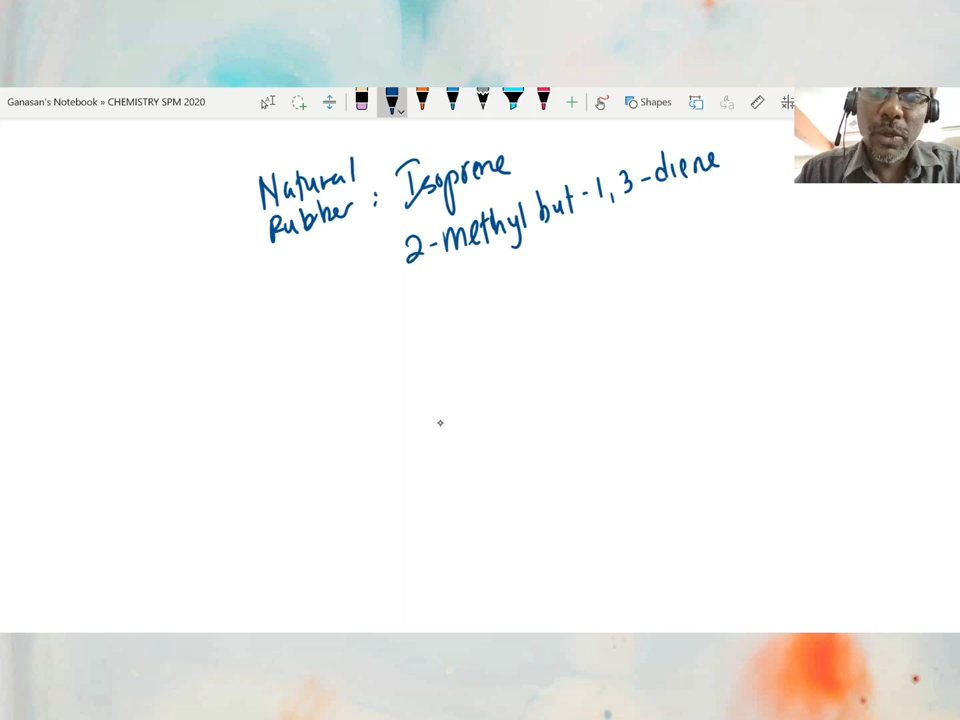 Ganasan's Notebook » CHEMISTRY SPM 2020
Shapes
Natural Rubber : Isoprene
2-methyl but-1,3-diene